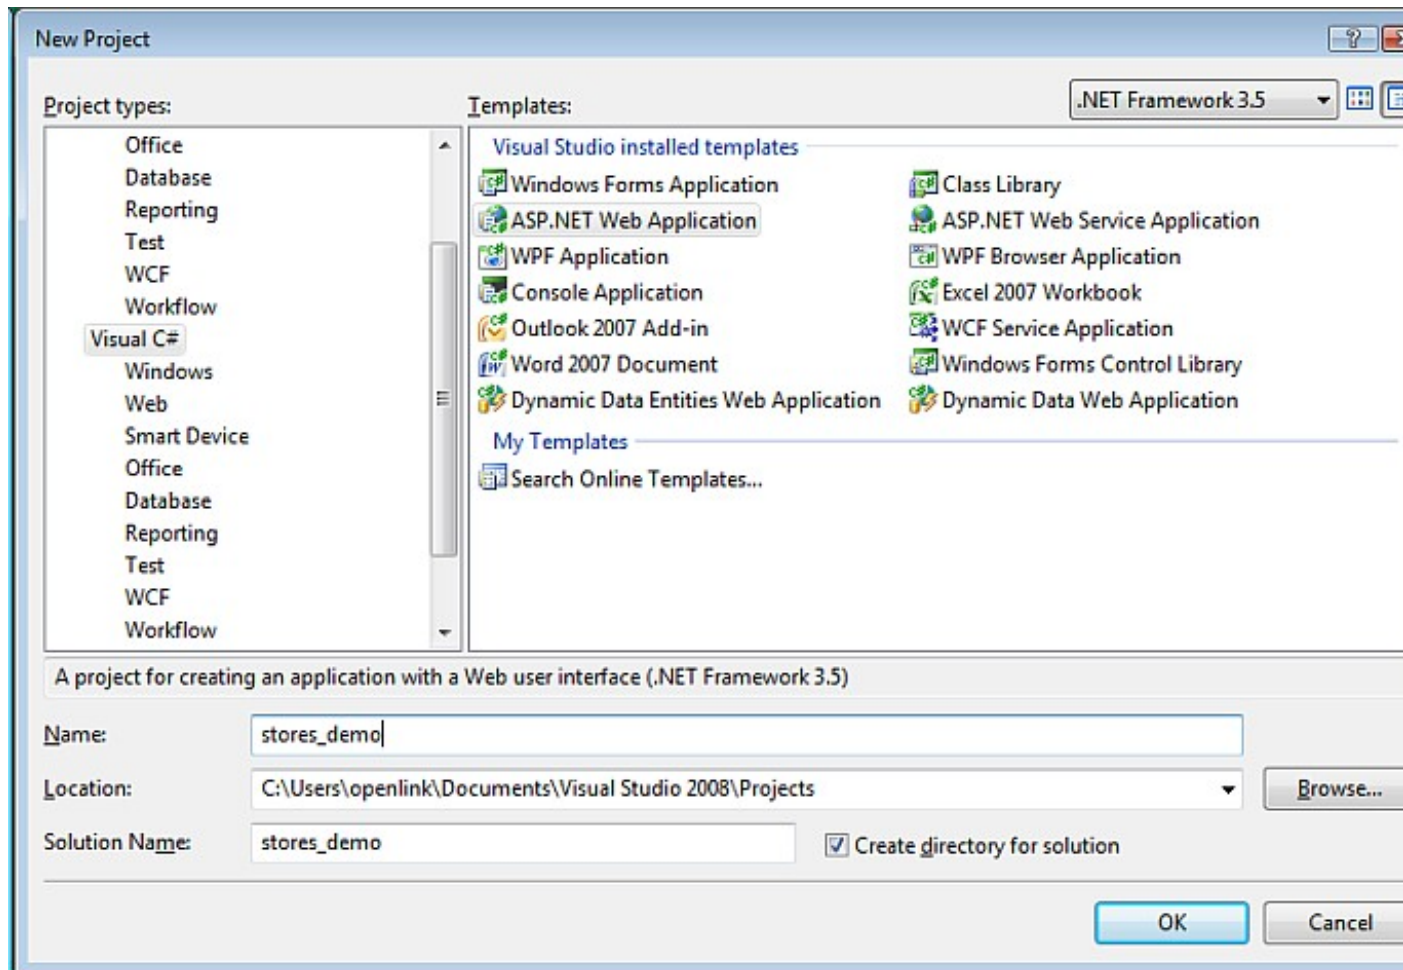 New Project
Project types:
Templates:
.NET Framework 3.5
Office
Database
Reporting
Test
WCF
Workflow
Visual C#
Windows
Web
Smart Device
Office
Database
Reporting
Test
WCF
Workflow
Visual Studio installed templates
Windows Forms Application
Class Library
ASP.NET Web Application
ASP.NET Web Service Application
WPF Application
WPF Browser Application
Console Application
Excel 2007 Workbook
Outlook 2007 Add-in
WCF Service Application
Word 2007 Document
Windows Forms Control Library
Dynamic Data Entities Web Application
Dynamic Data Web Application
My Templates
Search Online Templates...
A project for creating an application with a Web user interface (.NET Framework 3.5)
Name:
stores_demo
Location:
C:\Users\openlink\Documents\Visual Studio 2008\Projects
Browse...
Solution Name:
stores_demo
Create directory for solution
OK
Cancel